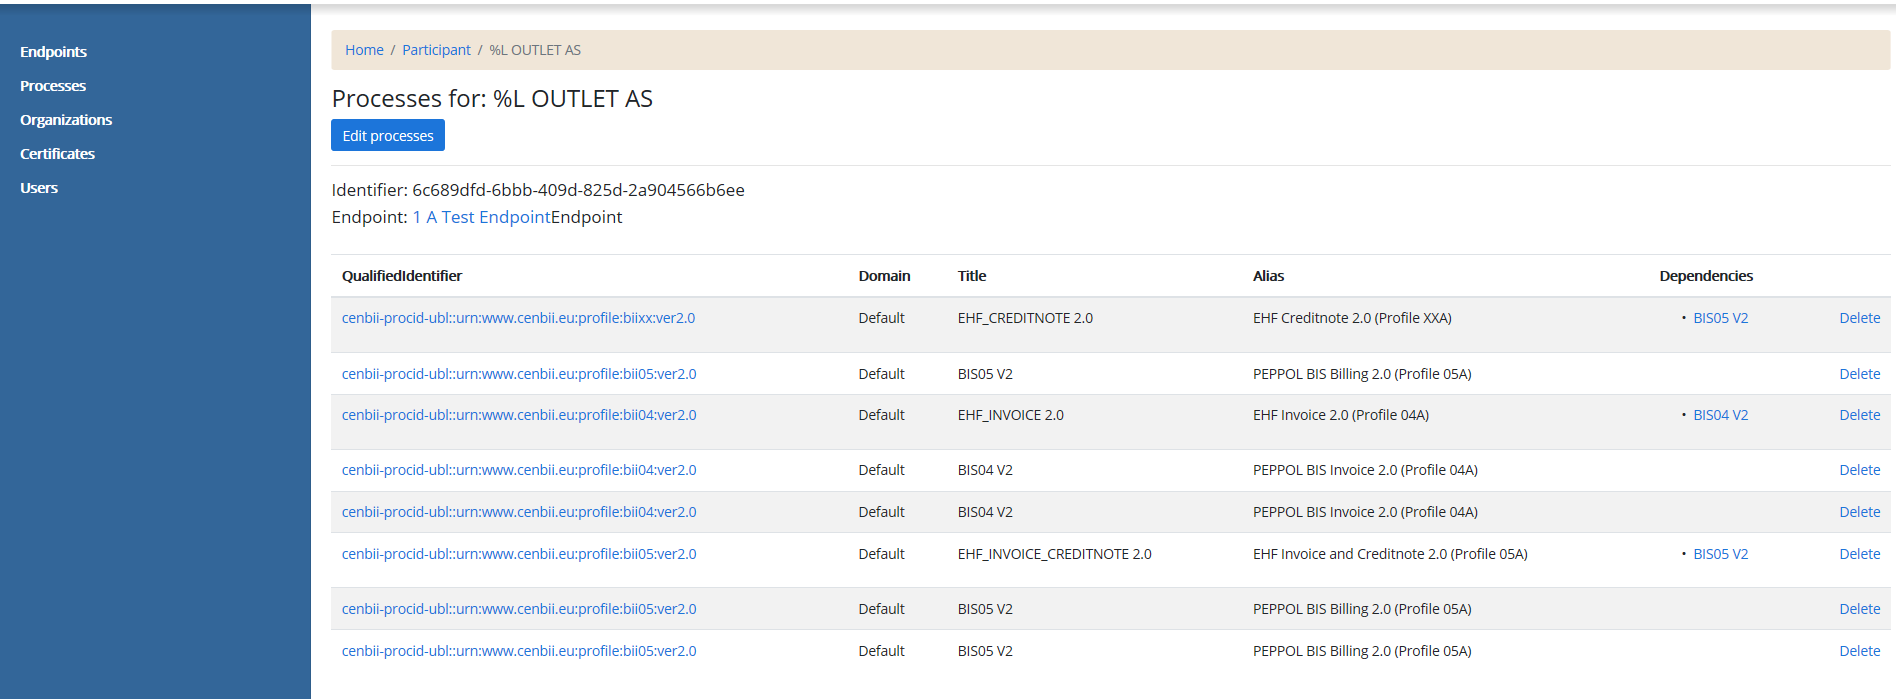 Endpoints
Processes
Organizations
Certificates
Users
Home / Participant / %L OUTLET AS
Processes for: %L OUTLET AS
Edit processes
Identifier: 6c689dfd-6bbb-409d-825d-2a904566b6ee
Endpoint: 1 A Test EndpointEndpoint
QualifiedIdentifier Domain Title Alias Dependencies
cenbii-procid-ubl::urn:www.cenbii.eu:profile:biixx:ver2.0 Default EHF_CREDITNOTE 2.0 EHF Creditnote 2.0 (Profile XXA) • BIS05 V2 Delete
cenbii-procid-ubl::urn:www.cenbii.eu:profile:bii05:ver2.0 Default BIS05 V2 PEPPOL BIS Billing 2.0 (Profile 05A) Delete
cenbii-procid-ubl::urn:www.cenbii.eu:profile:bii04:ver2.0 Default EHF_INVOICE 2.0 EHF Invoice 2.0 (Profile 04A) • BIS04 V2 Delete
cenbii-procid-ubl::urn:www.cenbii.eu:profile:bii04:ver2.0 Default BIS04 V2 PEPPOL BIS Invoice 2.0 (Profile 04A) Delete
cenbii-procid-ubl::urn:www.cenbii.eu:profile:bii04:ver2.0 Default BIS04 V2 PEPPOL BIS Invoice 2.0 (Profile 04A) Delete
cenbii-procid-ubl::urn:www.cenbii.eu:profile:bii05:ver2.0 Default EHF_INVOICE_CREDITNOTE 2.0 EHF Invoice and Creditnote 2.0 (Profile 05A) • BIS05 V2 Delete
cenbii-procid-ubl::urn:www.cenbii.eu:profile:bii05:ver2.0 Default BIS05 V2 PEPPOL BIS Billing 2.0 (Profile 05A) Delete
cenbii-procid-ubl::urn:www.cenbii.eu:profile:bii05:ver2.0 Default BIS05 V2 PEPPOL BIS Billing 2.0 (Profile 05A) Delete